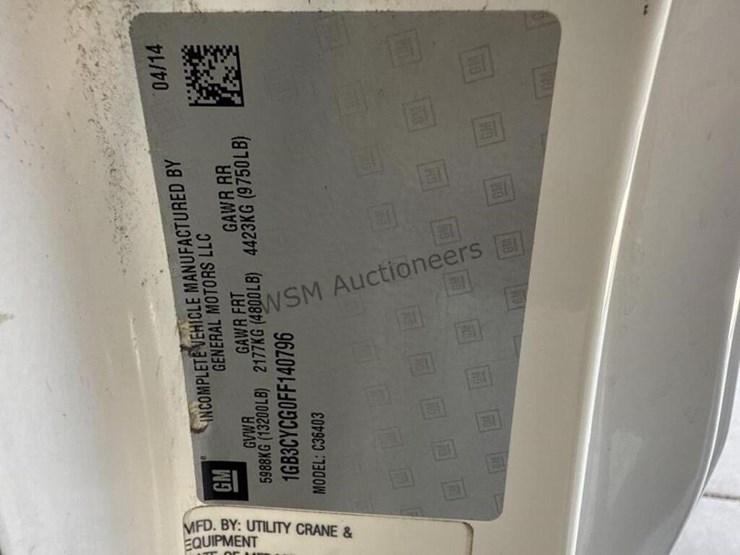 04/14
INCOMPLETE VEHICLE MANUFACTURED BY
GENERAL MOTORS LLC
GVWR GAWR FRT GAWR RR
5988KG (13200LB) 2177KG (4800LB) 4423KG (9750LB)
1GB3CYCG0FF140796
MODEL: C36403
GM
WSM Auctioneers
MFD. BY: UTILITY CRANE &
EQUIPMENT